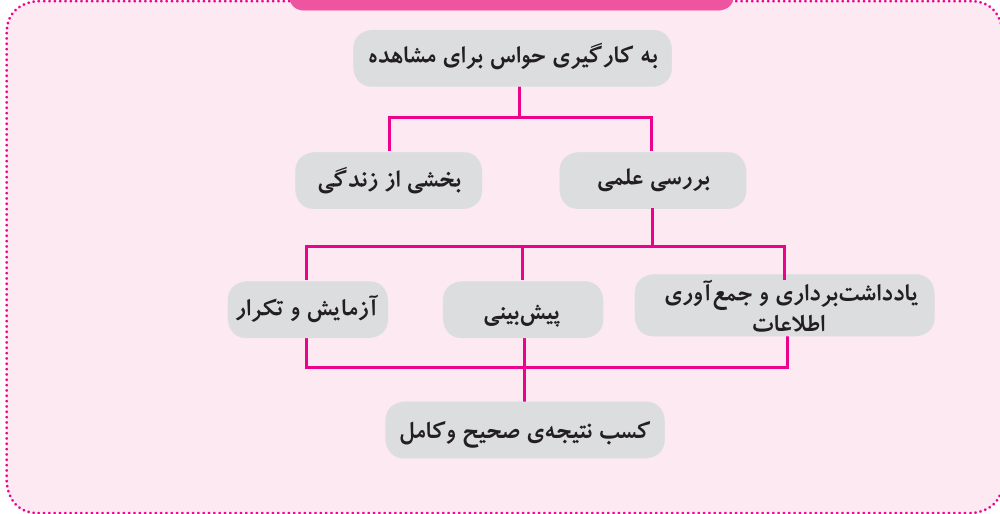 به کارگیری حواس برای مشاهده
بررسی علمی
بخشی از زندگی
یادداشت‌برداری و جمع‌آوری
اطلاعات
پیش‌بینی
آزمایش و تکرار
کسب نتیجه‌ی صحیح وکامل